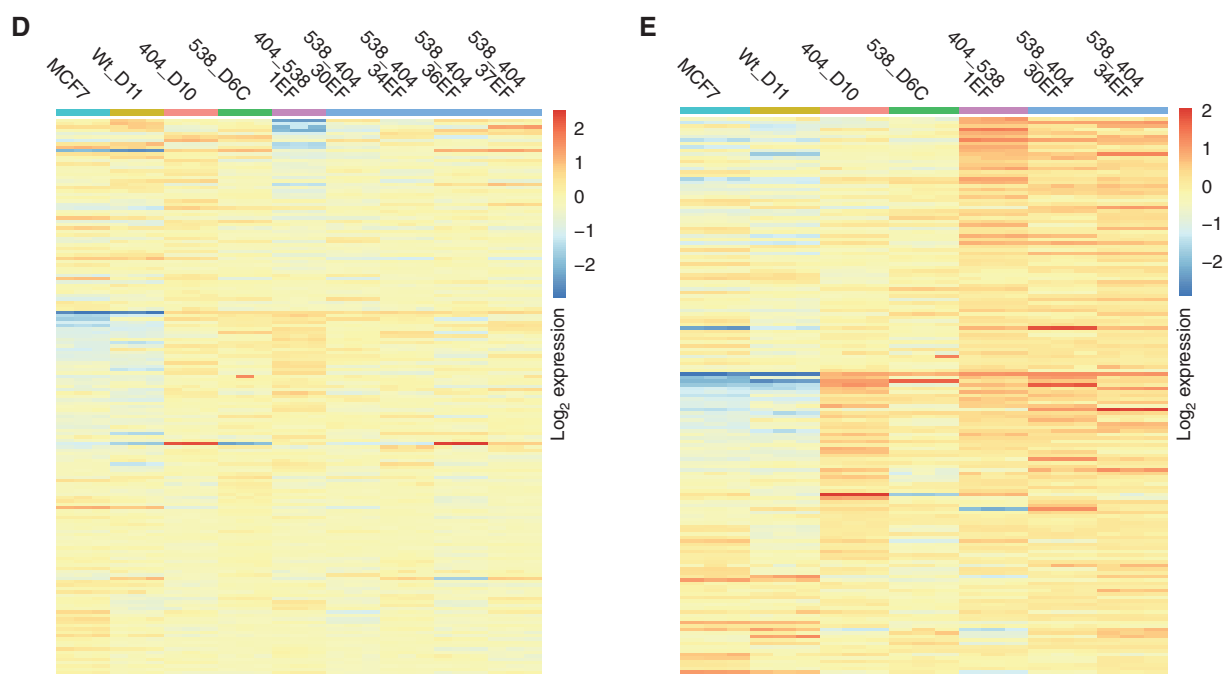 D
MCF7
Wt_D11
404_D10
538_D6C
404_538
1EF
538_404
30EF
538_404
34EF
538_404
36EF
538_404
37EF
2
1
0
−1
−2
Log2 expression
E
MCF7
Wt_D11
404_D10
538_D6C
404_538
1EF
538_404
30EF
538_404
34EF
2
1
0
−1
−2
Log2 expression